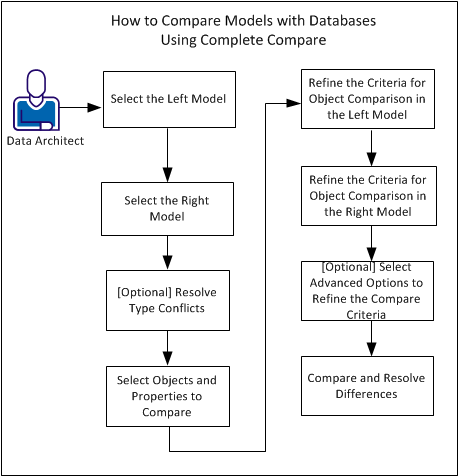 How to Compare Models with Databases
Using Complete Compare
Data Architect
Select the Left Model
Select the Right
Model
[Optional] Resolve
Type Conflicts
Select Objects and
Properties to
Compare
Refine the Criteria for
Object Comparison in
the Left Model
Refine the Criteria for
Object Comparison in
the Right Model
[Optional] Select
Advanced Options to
Refine the Compare
Criteria
Compare and Resolve
Differences